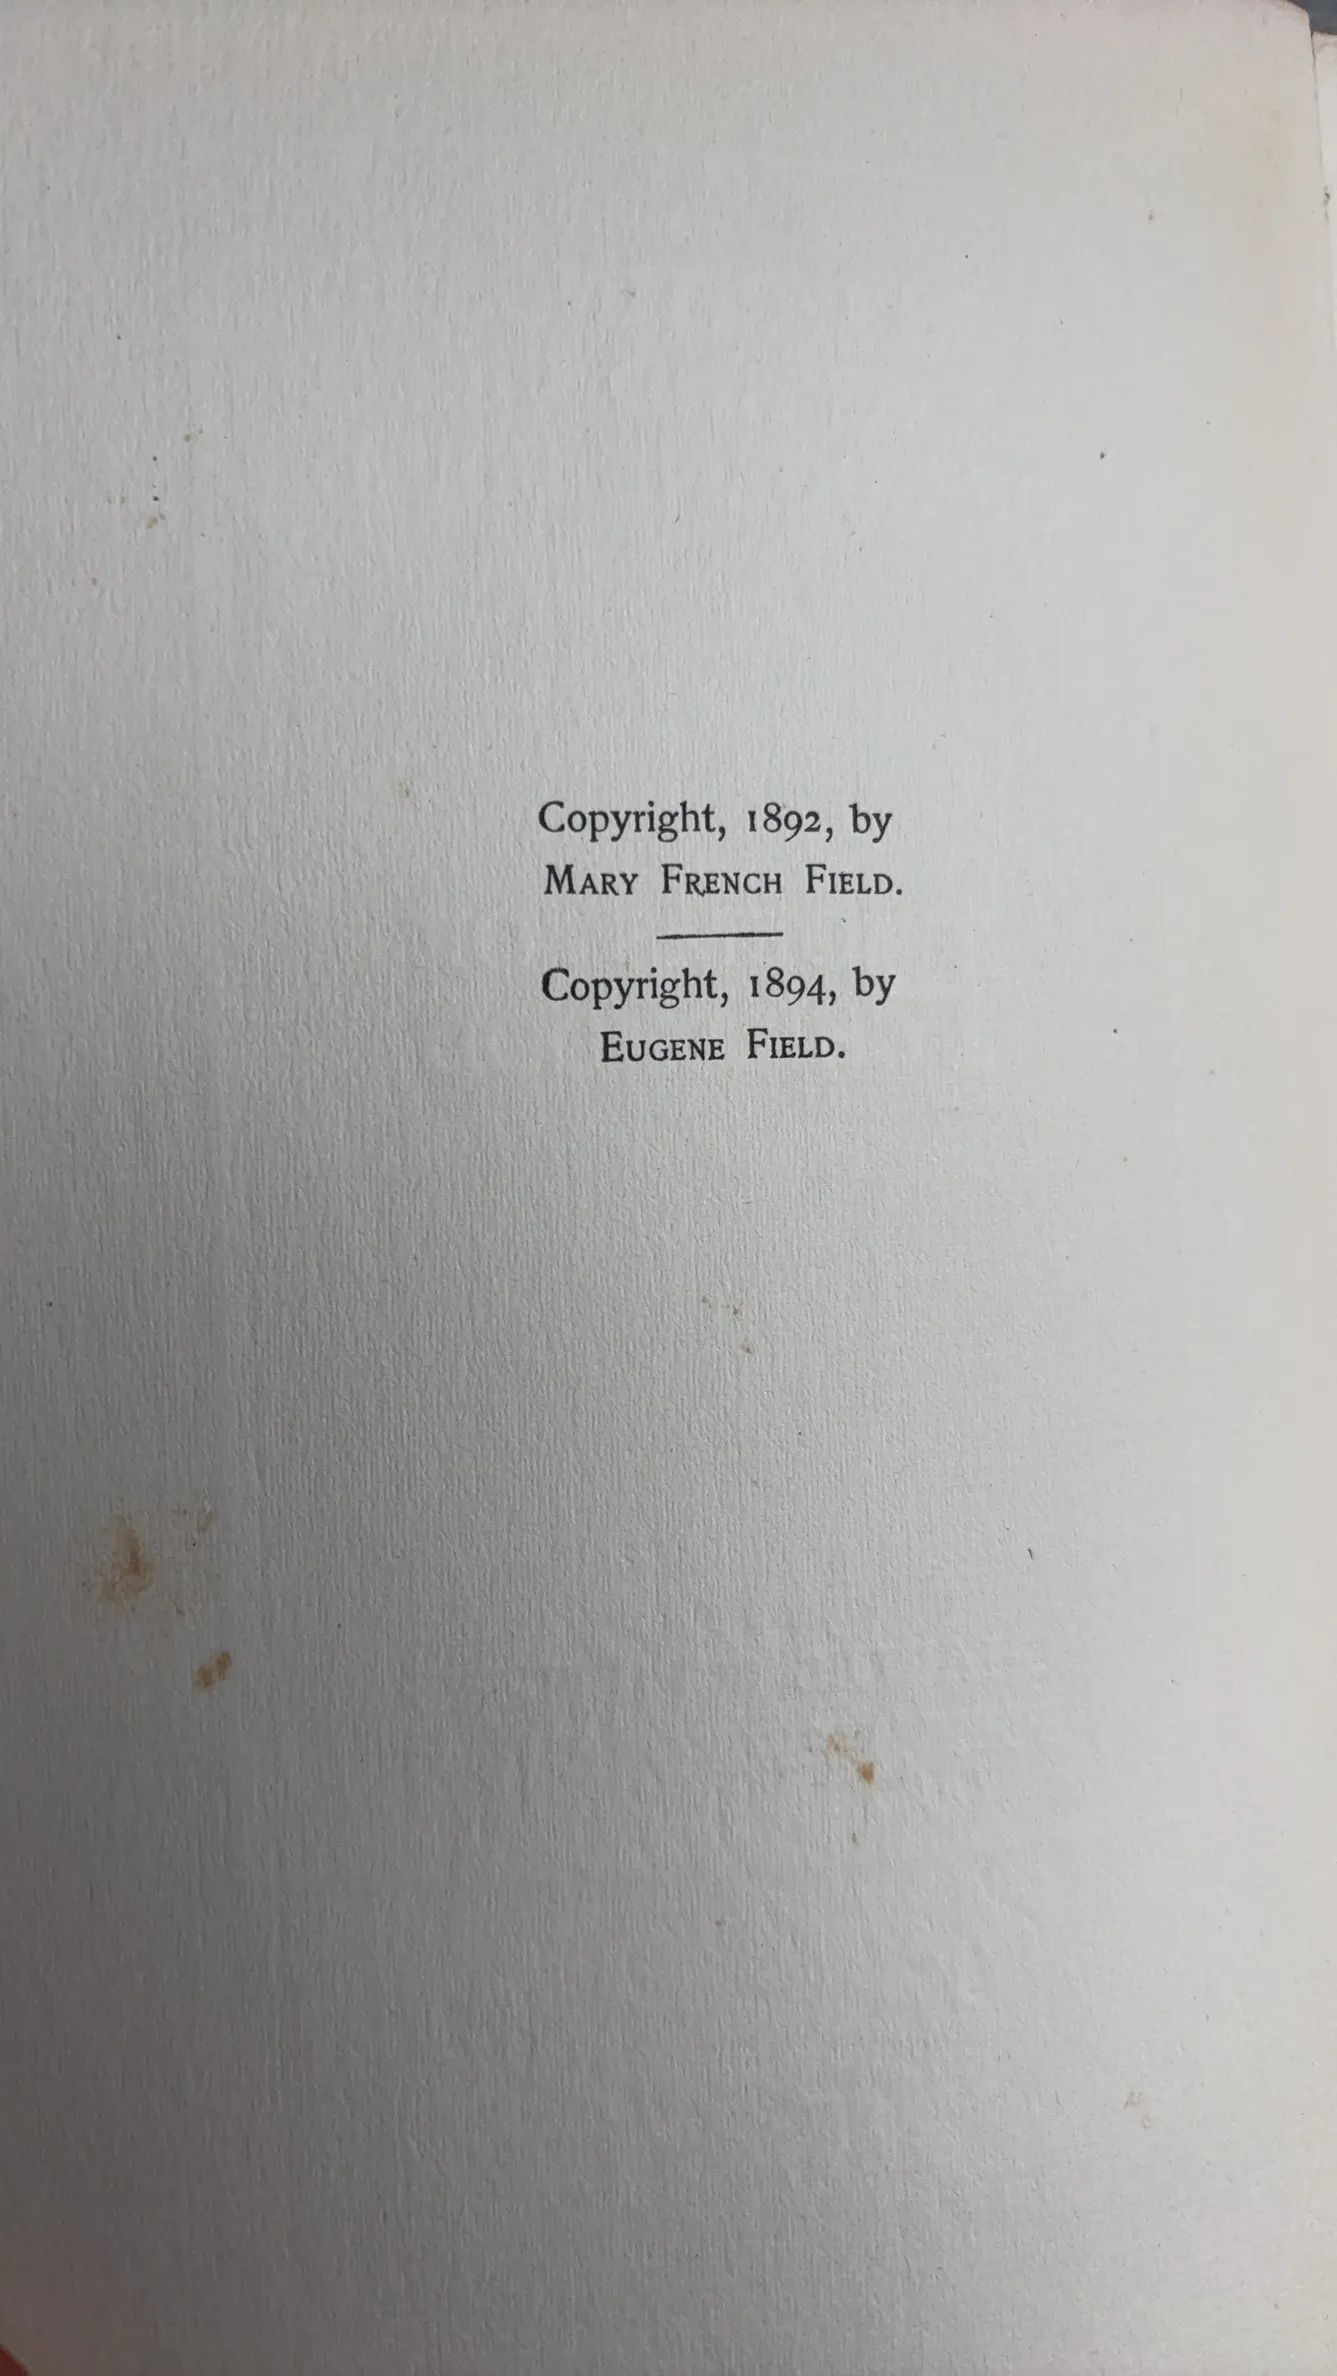 Copyright, 1892, by
MARY FRENCH FIELD.
Copyright, 1894, by
EUGENE FIELD.